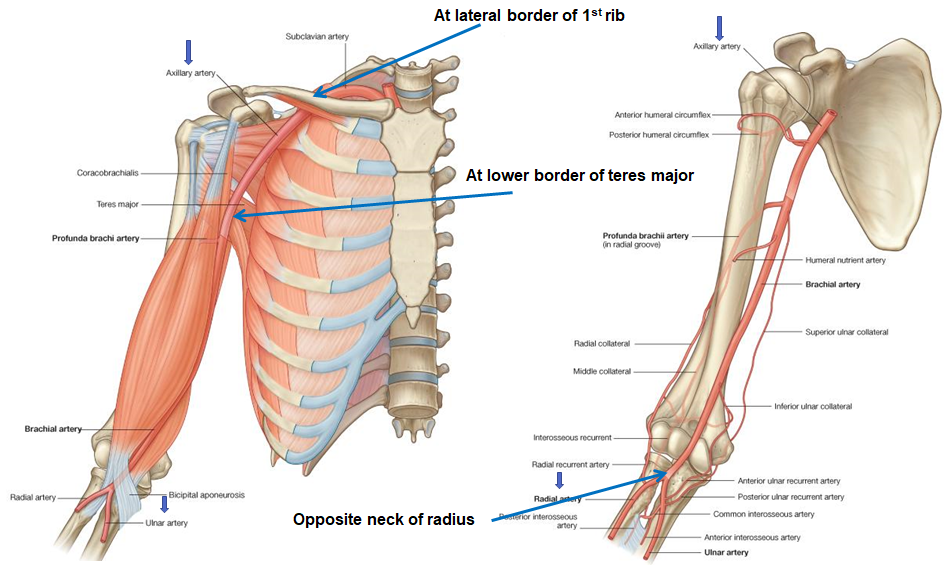 At lateral border of 1st rib
Subclavian artery
Axillary artery
Coracobrachialis
At lower border of teres major
Teres major
Profunda brachi artery
Brachial artery
Radial artery
Bicipital aponeurosis
Ulnar artery
Opposite neck of radius
Axillary artery
Anterior humeral circumflex
Posterior humeral circumflex
Profunda brachii artery
(in radial groove)
Humeral nutrient artery
Brachial artery
Superior ulnar collateral
Radial collateral
Middle collateral
Inferior ulnar collateral
Interosseous recurrent
Radial recurrent artery
Anterior ulnar recurrent artery
Radial artery
Posterior ulnar recurrent artery
Posterior interosseous
artery
Common interosseous artery
Anterior interosseous artery
Ulnar artery